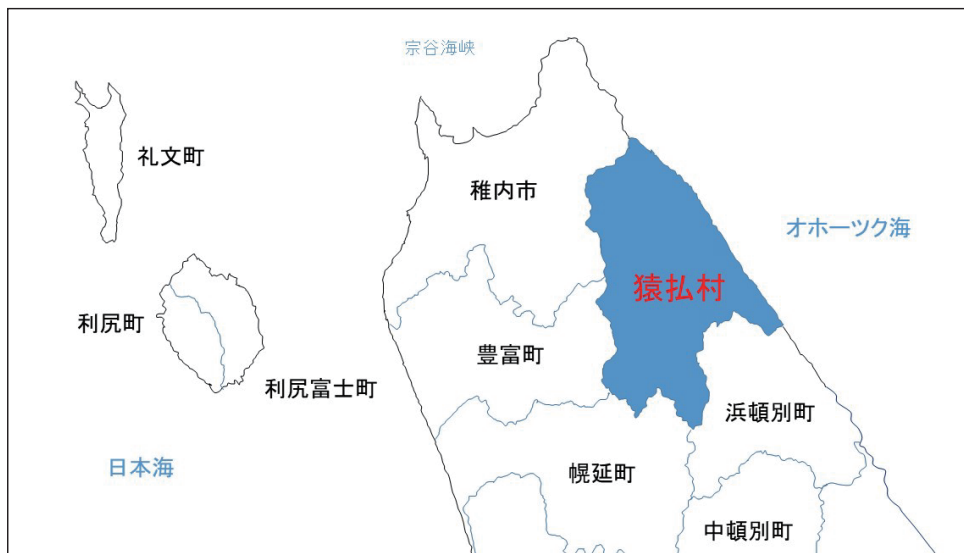 宗谷海峡
礼文町
稚内市
オホーツク海
猿払村
利尻町
豊富町
利尻富士町
浜頓別町
日本海
幌延町
中頓別町